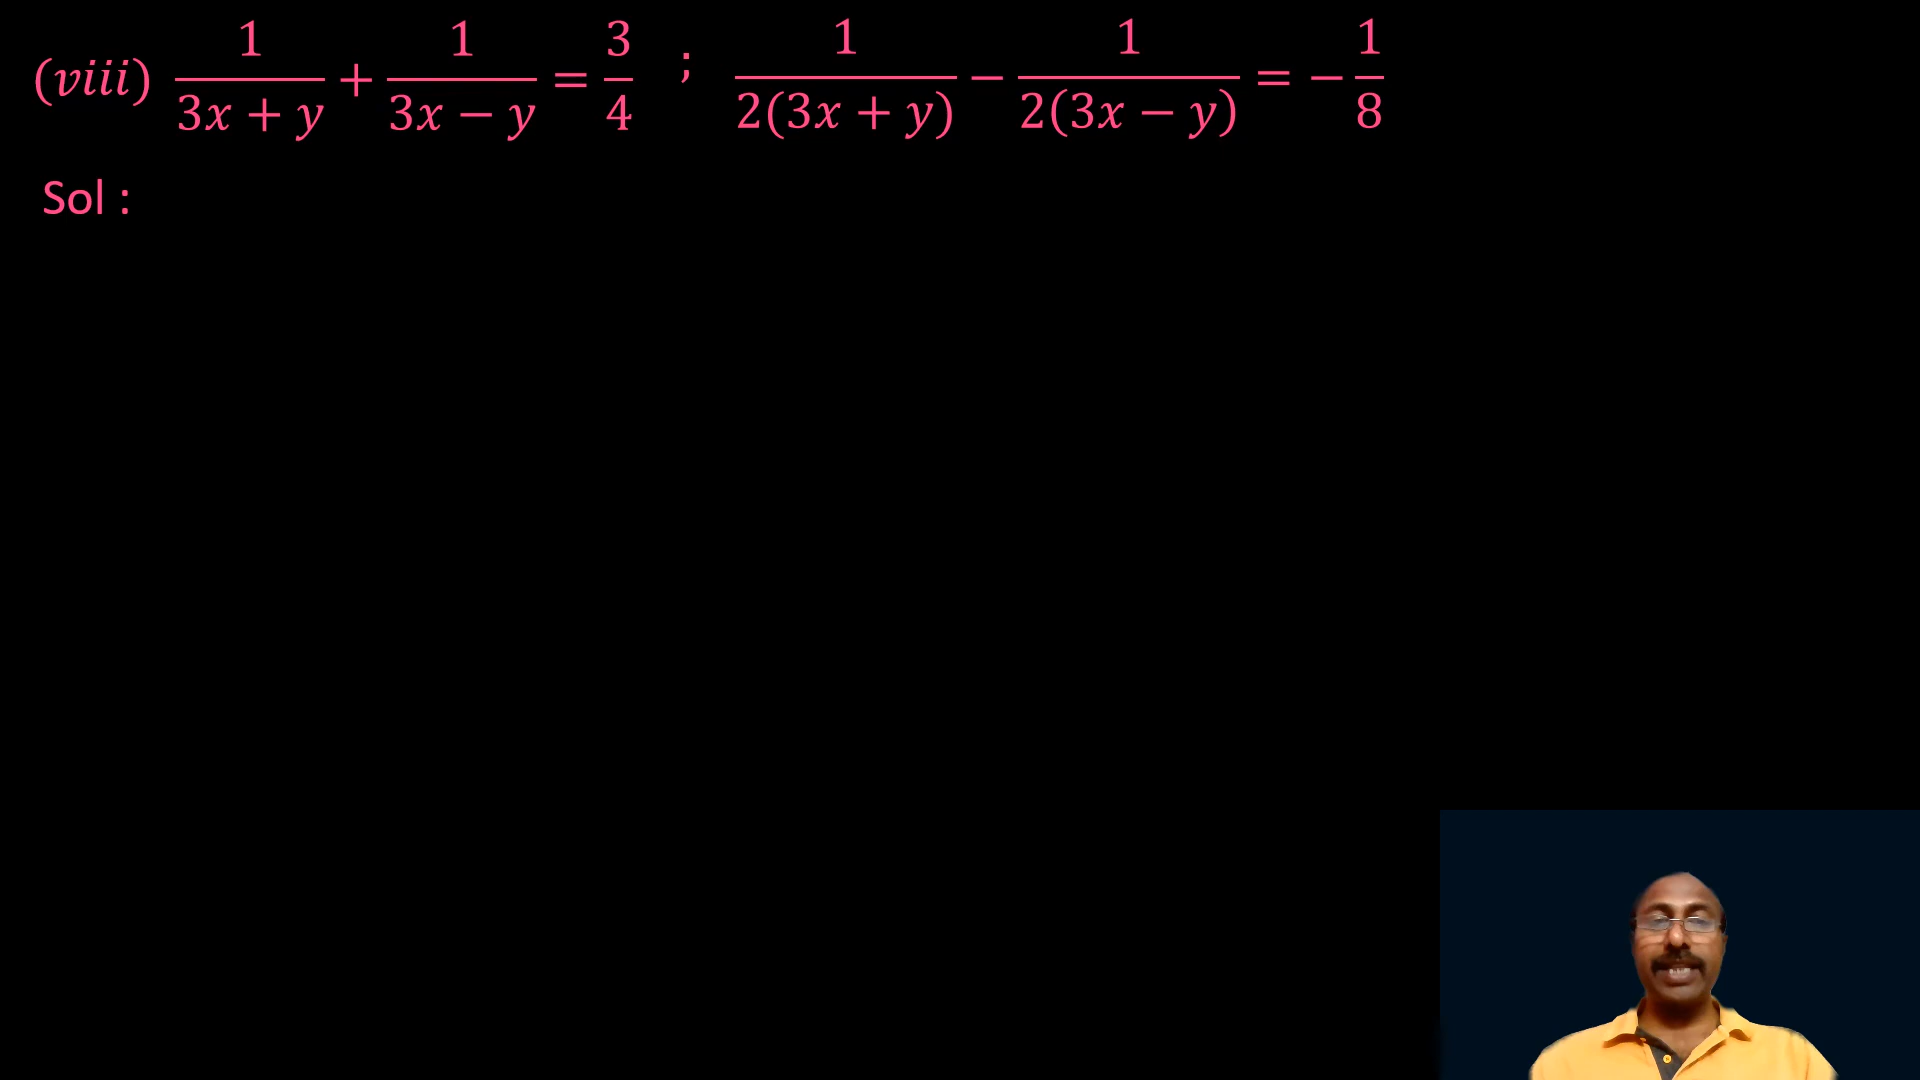 (viii) 1/(3x + y) + 1/(3x − y) = 3/4 ; 1/(2(3x + y)) − 1/(2(3x − y)) = −1/8
Sol :